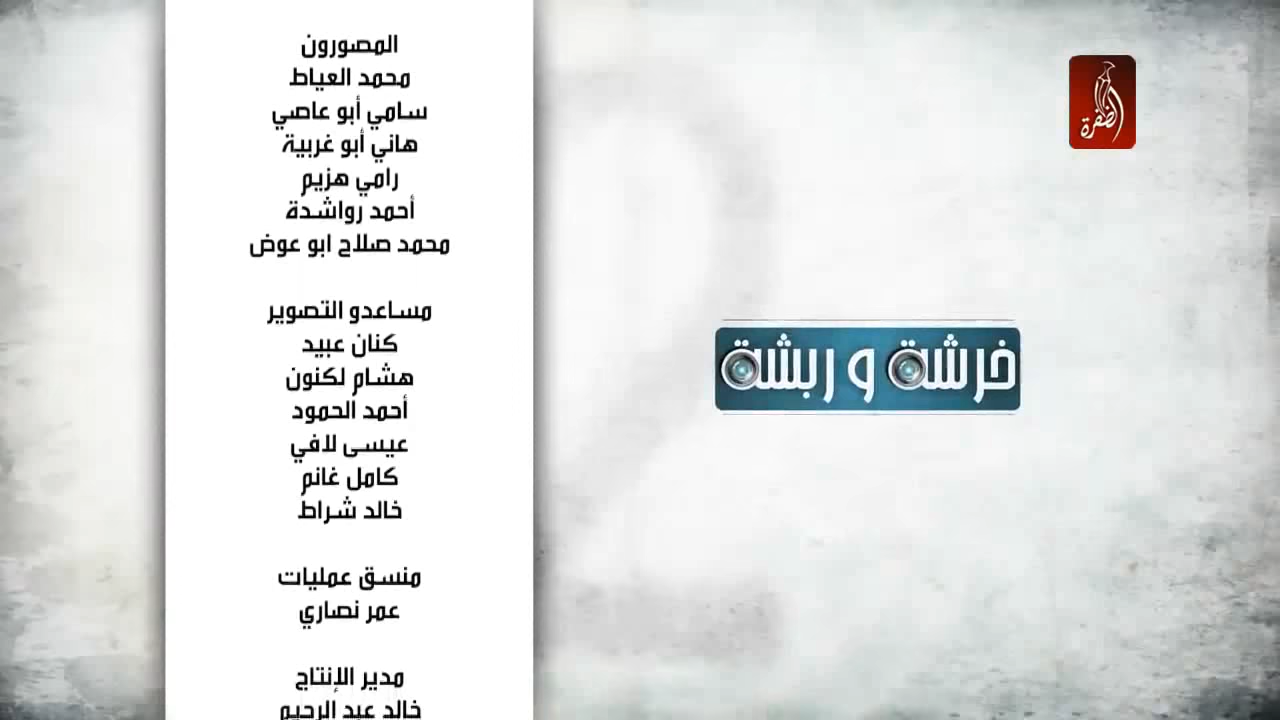 المصورون
محمد العياط
سامي أبو عاصي
هاني أبو غربية
رامي هزيم
أحمد رواشدة
محمد صلاح ابو عوض
مساعدو التصوير
كنان عبيد
هشام لكنون
أحمد الحمود
عيسى لافي
كامل غانم
خالد شراط
منسق عمليات
عمر نصاري
مدير الإنتاج
خالد عبد الرحيم
خرشة و ربشة
الظفرة